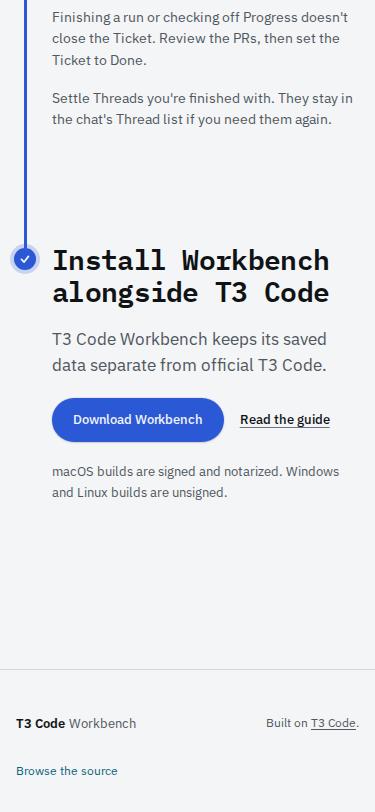 Finishing a run or checking off Progress doesn't
close the Ticket. Review the PRs, then set the
Ticket to Done.
Settle Threads you're finished with. They stay in
the chat's Thread list if you need them again.
Install Workbench
alongside T3 Code
T3 Code Workbench keeps its saved
data separate from official T3 Code.
Download Workbench
Read the guide
macOS builds are signed and notarized. Windows
and Linux builds are unsigned.
T3 Code Workbench
Built on T3 Code.
Browse the source